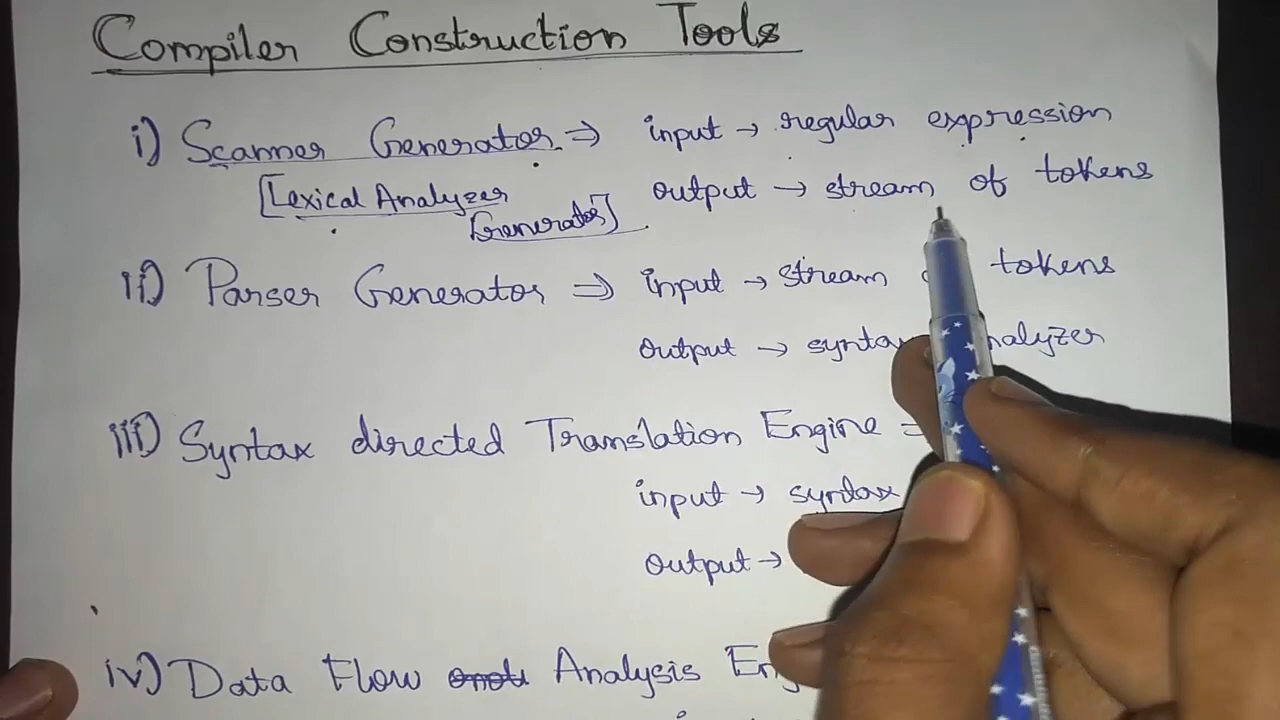 Compiler Construction Tools
i) Scanner Generator ⇒ input → regular expression
[Lexical Analyzer Generator] output → stream of tokens
ii) Parser Generator ⇒ input → stream tokens
output →
iii) Syntax directed Translation Engine =
input → syntax
output →
iv) Data Flow Analysis